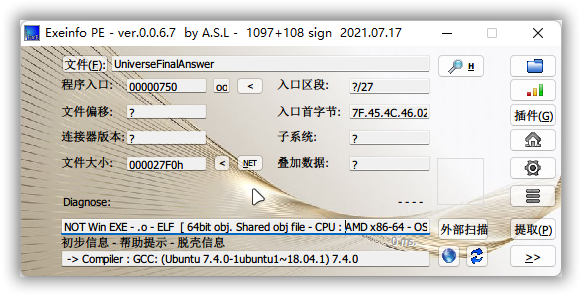 Exeinfo PE - ver.0.0.6.7  by A.S.L -  1097+108 sign  2021.07.17
文件(F): UniverseFinalAnswer H
程序入口: 00000750 oc < 入口区段: ?/27
文件偏移: ? 入口首字节: 7F.45.4C.46.02 插件(G)
连接器版本: ? 子系统: ?
文件大小: 000027F0h < NET 叠加数据: ?
Diagnose: ----
NOT Win EXE - .o - ELF  [ 64bit obj. Shared obj file - CPU : AMD x86-64 - OS 外部扫描 提取(P)
初步信息 - 帮助提示 - 脱壳信息
-> Compiler : GCC: (Ubuntu 7.4.0-1ubuntu1~18.04.1) 7.4.0 >>